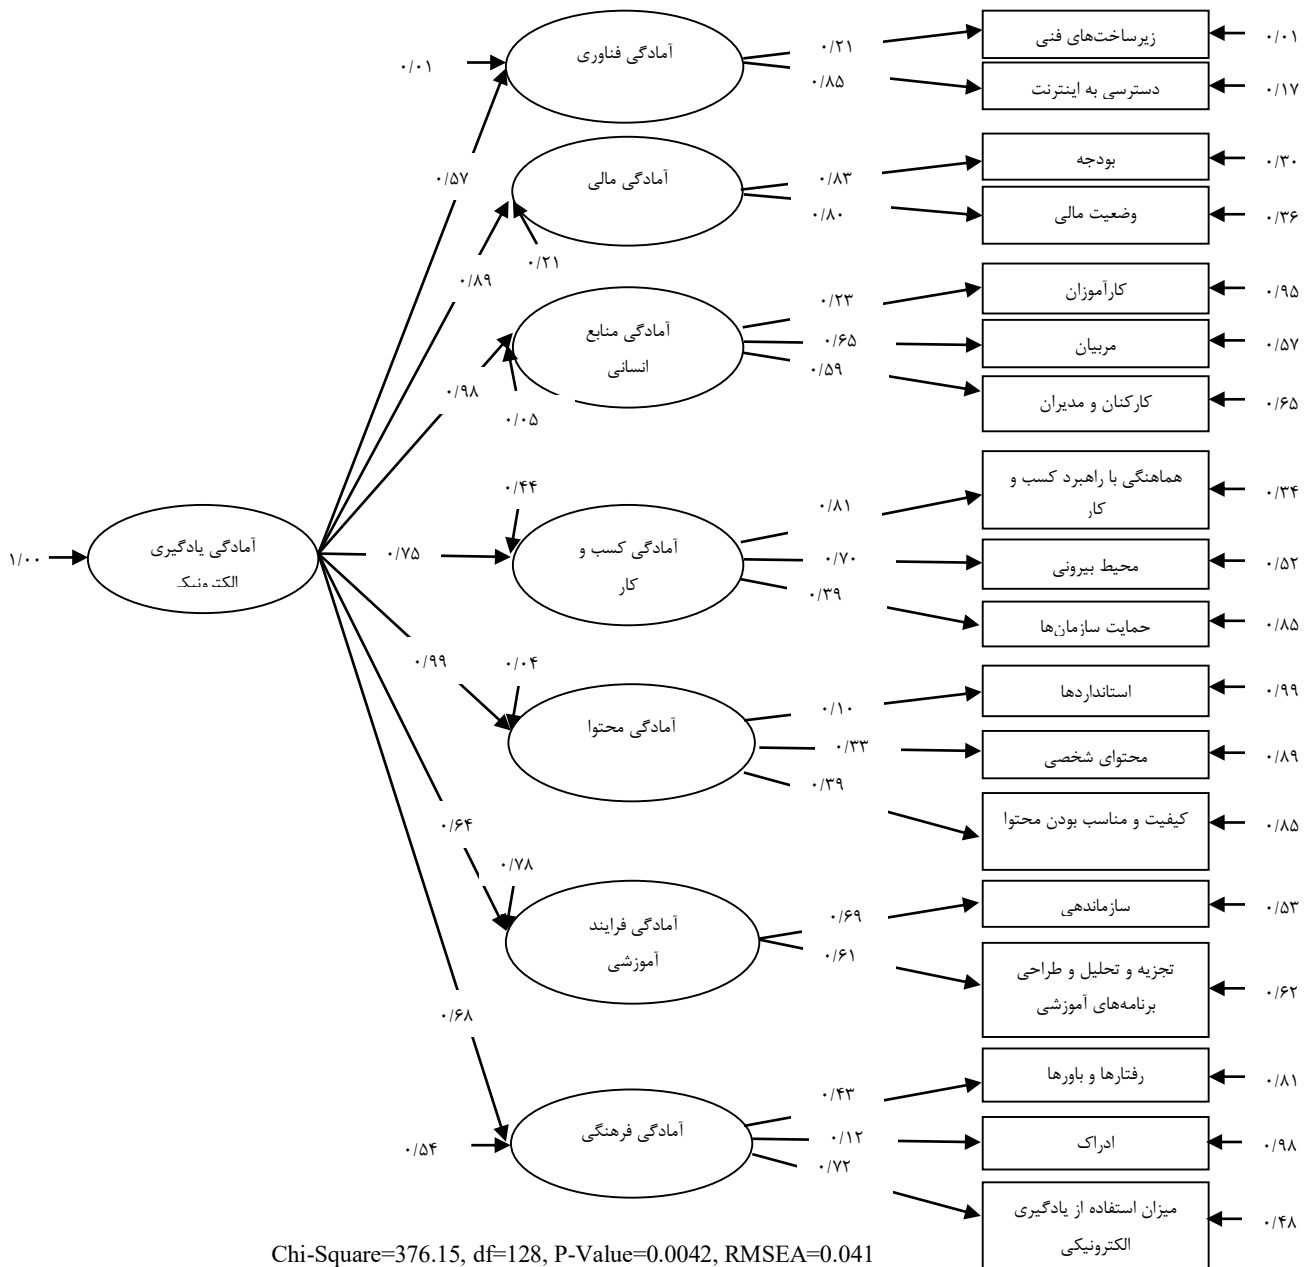 زیرساخت‌های فنی
۰/۰۱
۰/۲۱
آمادگی فناوری
۰/۰۱
دسترسی به اینترنت
۰/۱۷
۰/۸۵
بودجه
۰/۳۰
۰/۸۳
آمادگی مالی
۰/۵۷
وضعیت مالی
۰/۳۶
۰/۸۰
۰/۲۱
۰/۸۹
کارآموزان
۰/۹۵
۰/۲۳
آمادگی منابع
انسانی
مربیان
۰/۵۷
۰/۶۵
کارکنان و مدیران
۰/۶۵
۰/۵۹
۰/۹۸
۰/۰۵
هماهنگی با راهبرد کسب و
کار
۰/۳۴
۰/۸۱
۰/۴۴
آمادگی کسب و
کار
۰/۷۵
آمادگی یادگیری
الکترونیکی
۱/۰۰
محیط بیرونی
۰/۵۲
۰/۷۰
حمایت سازمان‌ها
۰/۸۵
۰/۳۹
۰/۹۹
۰/۰۴
استانداردها
۰/۹۹
۰/۱۰
آمادگی محتوا
محتوای شخصی
۰/۸۹
۰/۳۳
کیفیت و مناسب بودن محتوا
۰/۸۵
۰/۳۹
۰/۶۴
۰/۷۸
سازماندهی
۰/۵۳
۰/۶۹
آمادگی فرایند
آموزشی
تجزیه و تحلیل و طراحی
برنامه‌های آموزشی
۰/۶۲
۰/۶۱
۰/۶۸
رفتارها و باورها
۰/۸۱
۰/۴۳
آمادگی فرهنگی
۰/۵۴
ادراک
۰/۹۸
۰/۱۲
میزان استفاده از یادگیری
الکترونیکی
۰/۴۸
۰/۷۲
Chi-Square=376.15, df=128, P-Value=0.0042, RMSEA=0.041